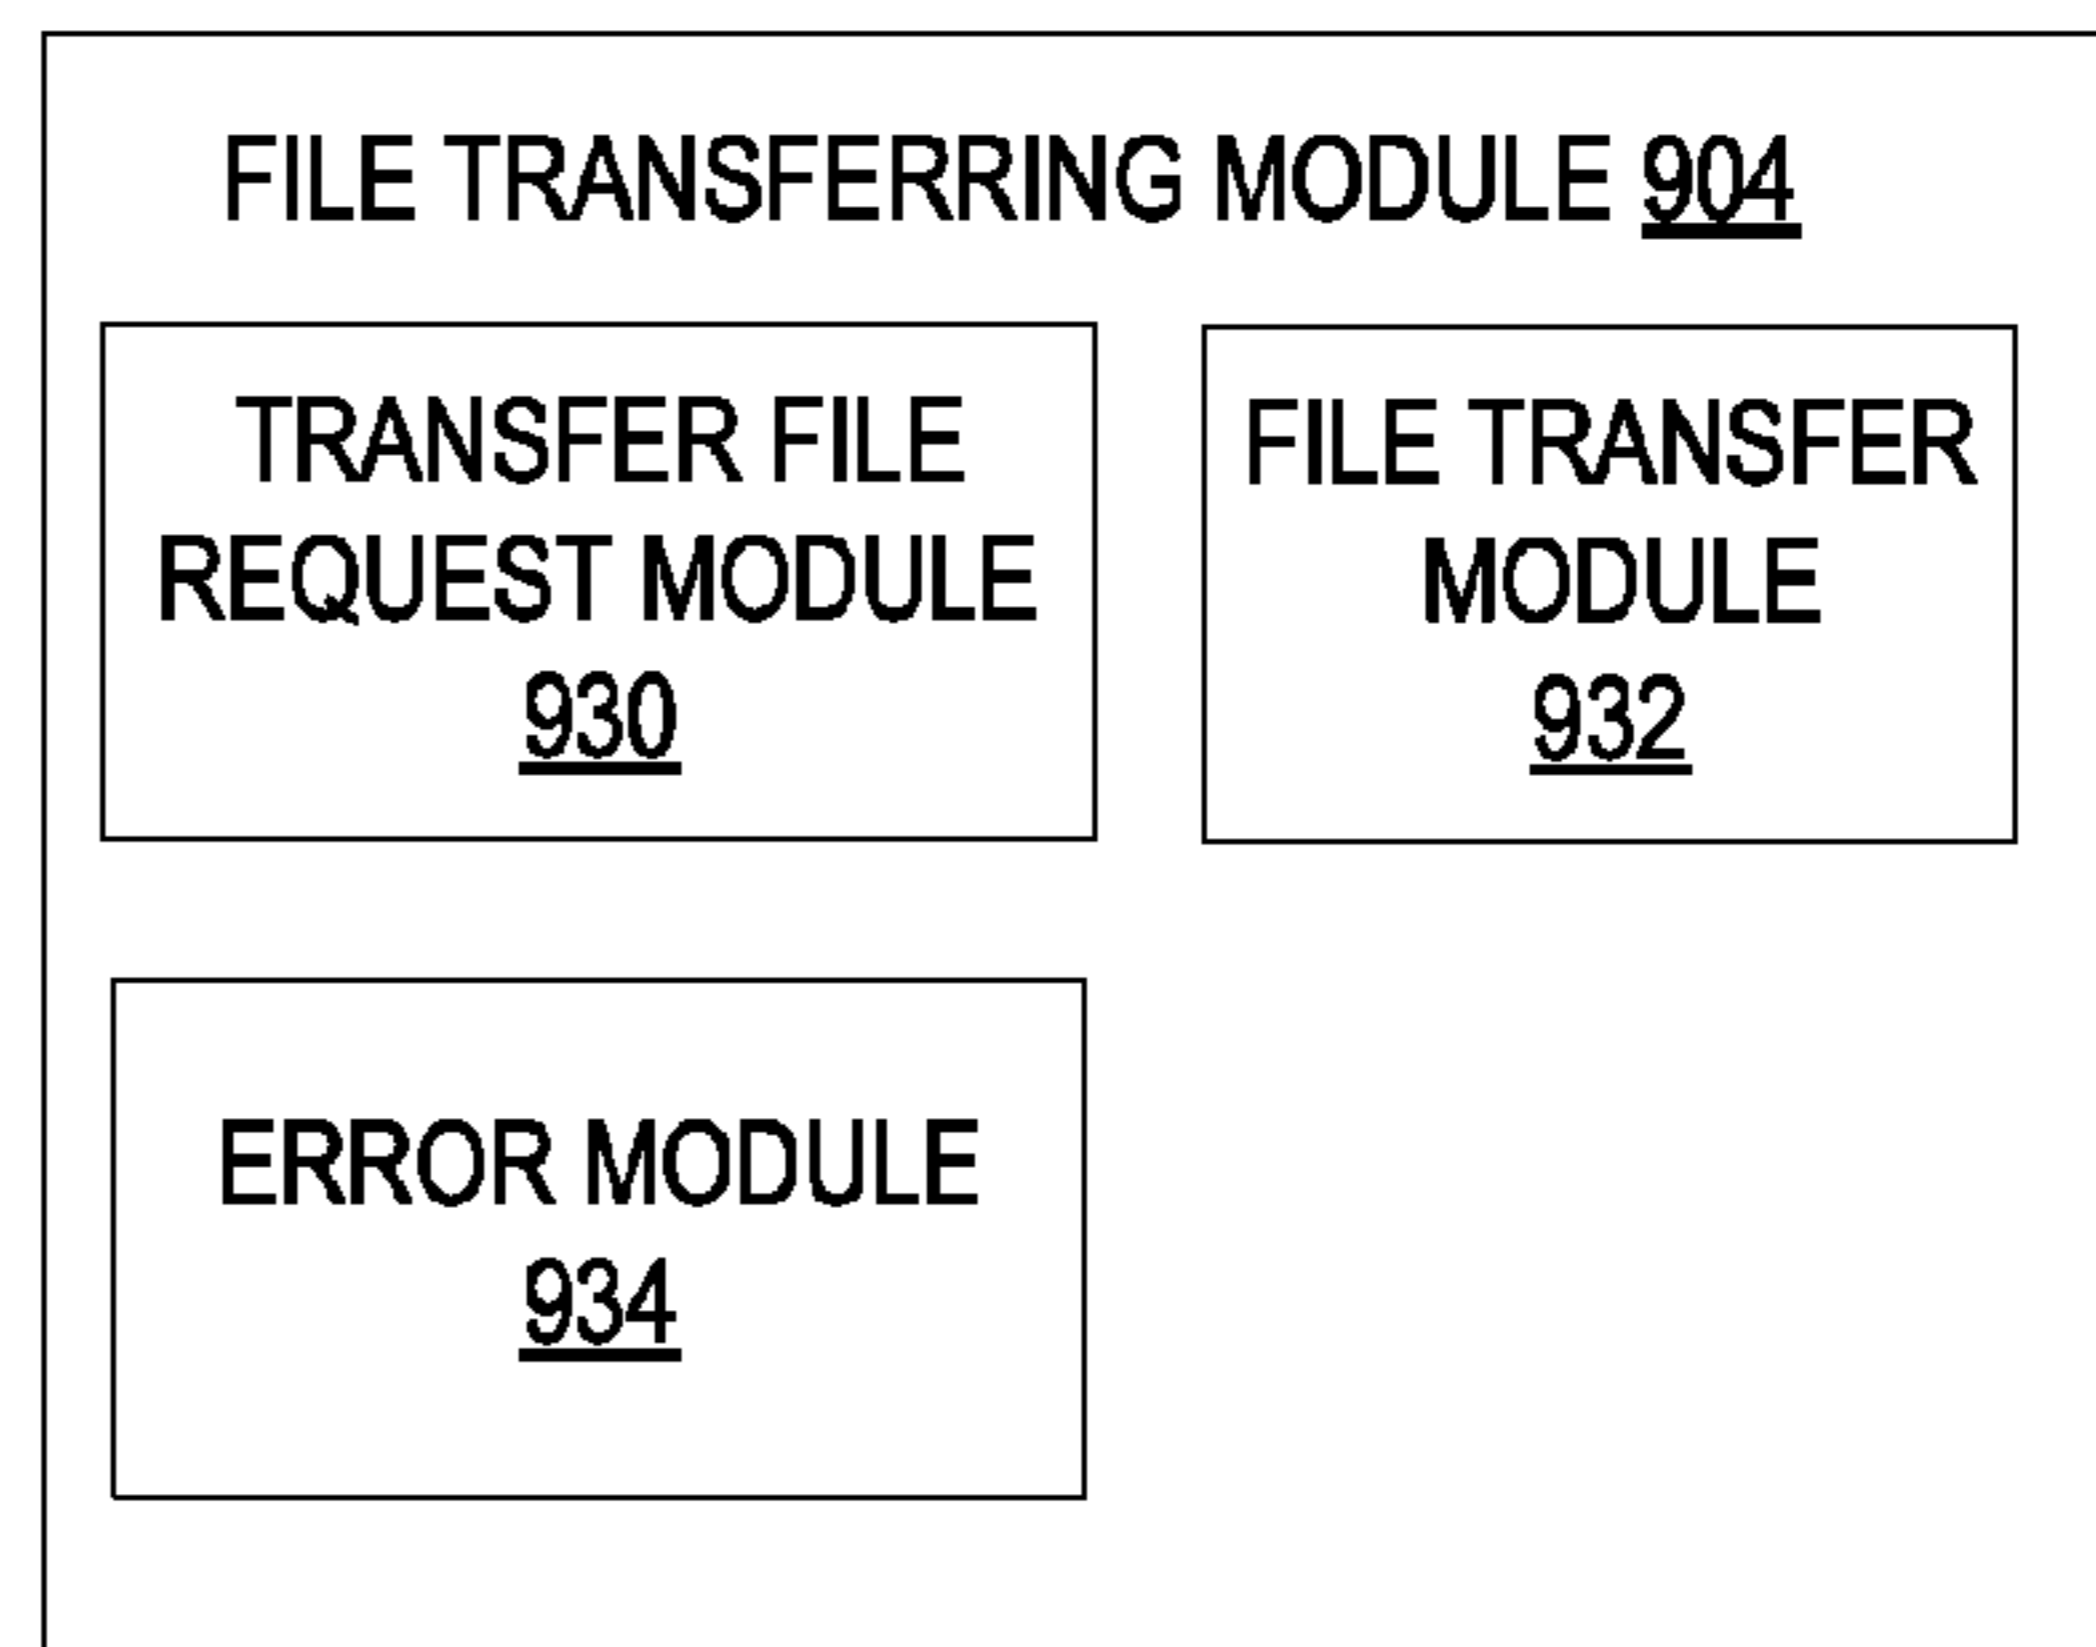 FILE TRANSFERRING MODULE 904
TRANSFER FILE
REQUEST MODULE
930
FILE TRANSFER
MODULE
932
ERROR MODULE
934